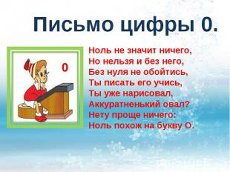 Письмо цифры 0.
0
Ноль не значит ничего,
Но нельзя и без него,
Без нуля не обойтись,
Ты писать его учись,
Ты уже нарисовал,
Аккуратненький овал?
Нету проще ничего:
Ноль похож на букву О.